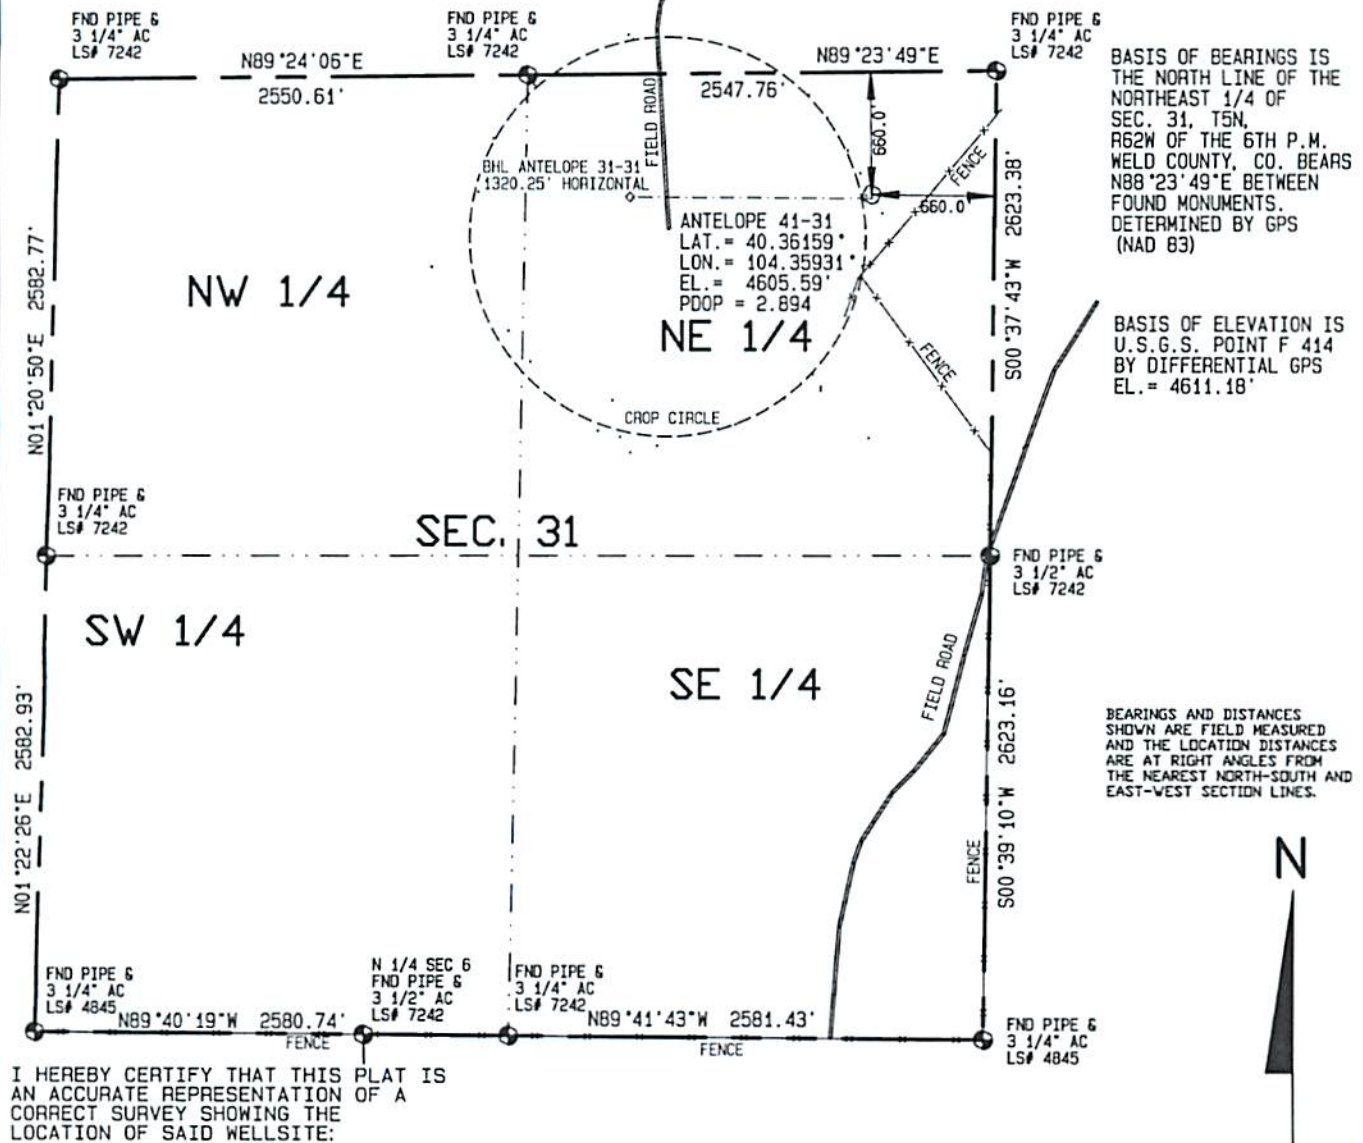 FND PIPE &
3 1/4" AC
LS# 7242
FND PIPE &
3 1/4" AC
LS# 7242
FND PIPE &
3 1/4" AC
LS# 7242
N89°24'06"E
2550.61'
N89°23'49"E
2547.76'
FIELD ROAD
660.0'
660.0'
FENCE
BHL ANTELOPE 31-31
1320.25' HORIZONTAL
ANTELOPE 41-31
LAT.= 40.36159°
LON.= 104.35931°
EL.= 4605.59'
PDOP = 2.894
BASIS OF BEARINGS IS
THE NORTH LINE OF THE
NORTHEAST 1/4 OF
SEC. 31, T5N,
R62W OF THE 6TH P.M.
WELD COUNTY, CO. BEARS
N88°23'49"E BETWEEN
FOUND MONUMENTS.
DETERMINED BY GPS
(NAD 83)
N01°20'50"E 2582.77'
NW 1/4
NE 1/4
S00°37'43"W 2623.38'
FENCE
CROP CIRCLE
BASIS OF ELEVATION IS
U.S.G.S. POINT F 414
BY DIFFERENTIAL GPS
EL.= 4611.18'
FND PIPE &
3 1/4" AC
LS# 7242
SEC. 31
FND PIPE &
3 1/2" AC
LS# 7242
SW 1/4
SE 1/4
FIELD ROAD
N01°22'26"E 2582.93'
S00°39'10"W 2623.16'
FENCE
BEARINGS AND DISTANCES
SHOWN ARE FIELD MEASURED
AND THE LOCATION DISTANCES
ARE AT RIGHT ANGLES FROM
THE NEAREST NORTH-SOUTH AND
EAST-WEST SECTION LINES.
N
FND PIPE &
3 1/4" AC
LS# 4845
N 1/4 SEC 6
FND PIPE &
3 1/2" AC
LS# 7242
FND PIPE &
3 1/4" AC
LS# 7242
N89°40'19"W 2580.74'
FENCE
N89°41'43"W 2581.43'
FENCE
FND PIPE &
3 1/4" AC
LS# 4845
I HEREBY CERTIFY THAT THIS PLAT IS
AN ACCURATE REPRESENTATION OF A
CORRECT SURVEY SHOWING THE
LOCATION OF SAID WELLSITE: